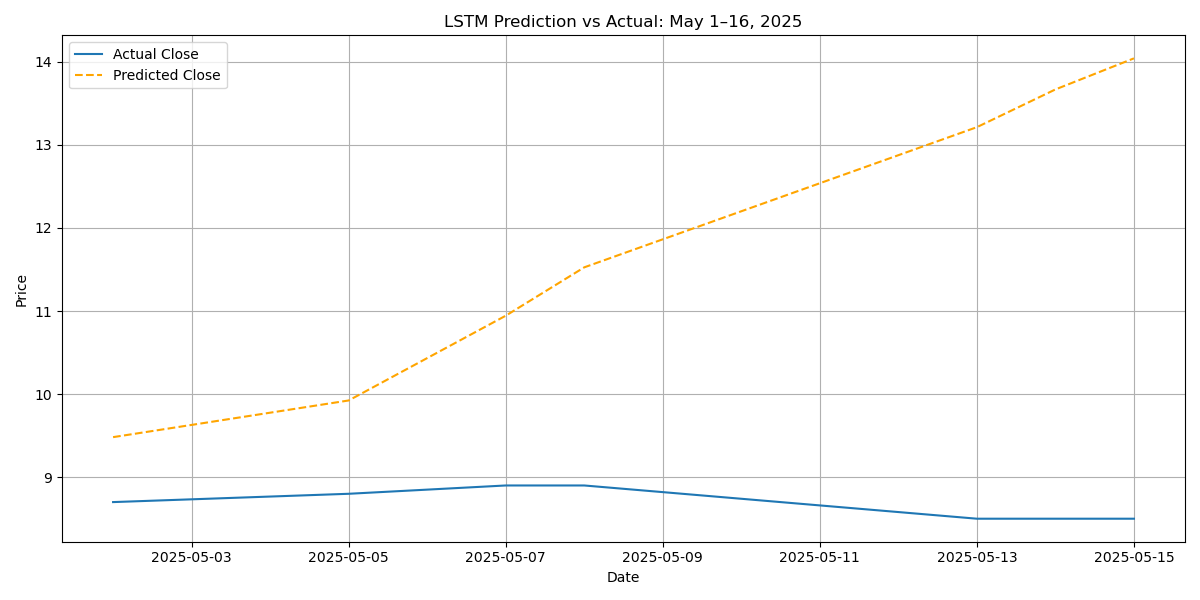 LSTM Prediction vs Actual: May 1–16, 2025
Actual Close
Predicted Close
14
13
12
11
10
9
Price
2025-05-03
2025-05-05
2025-05-07
2025-05-09
2025-05-11
2025-05-13
2025-05-15
Date